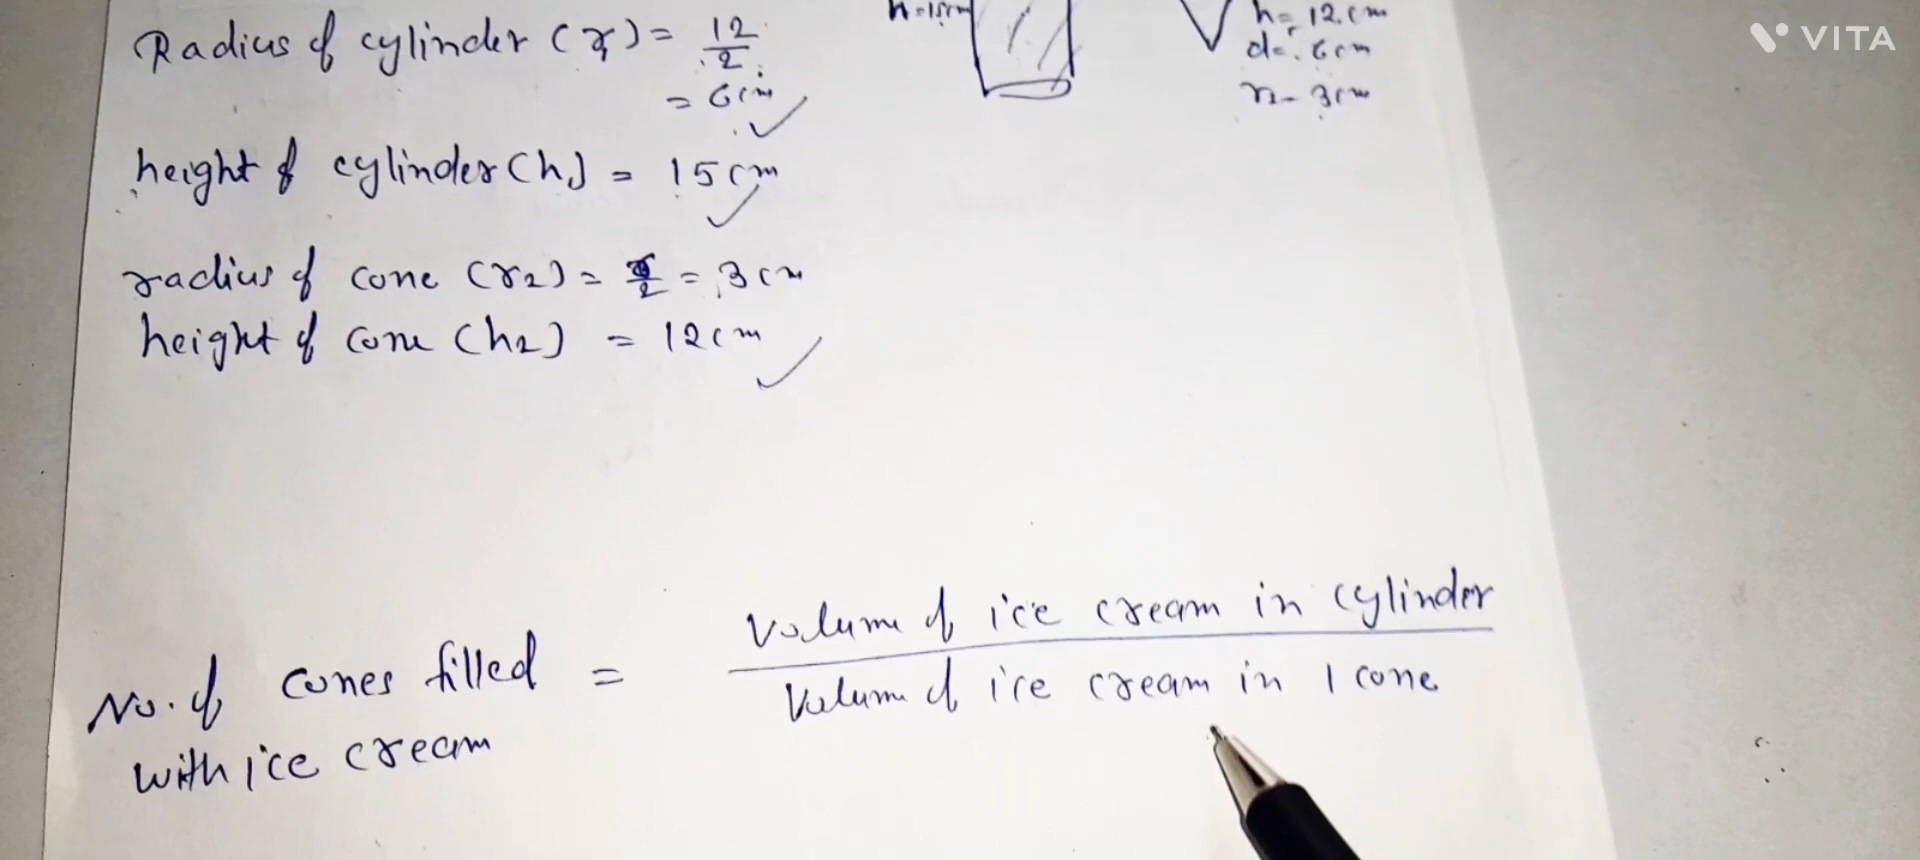 Radius of cylinder (r1) = 12/2
= 6cm
h=15cm
h= 12cm
d= 6cm
r= 3cm
VITA
height of cylinder (h1) = 15cm
radius of cone (r2) = 6/2 = 3cm
height of cone (h2) = 12cm
No. of cones filled with ice cream = Volume of ice cream in cylinder
Volume of ice cream in 1 cone